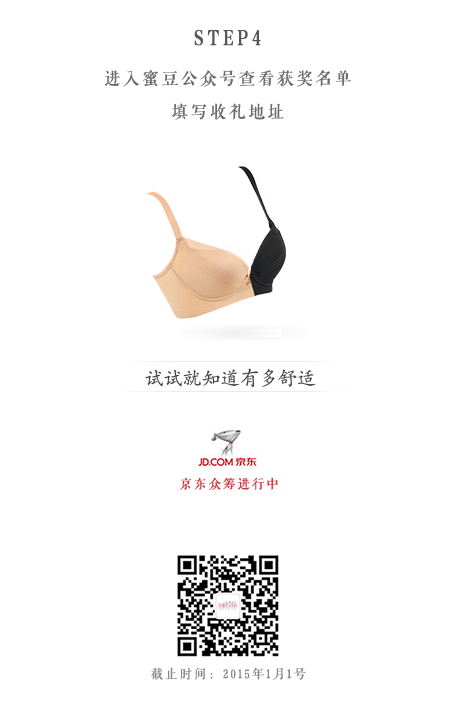 STEP4
进入蜜豆公众号查看获奖名单
填写收礼地址
试试就知道有多舒适
JD.COM 京东
京东众筹进行中
截止时间：2015年1月1号